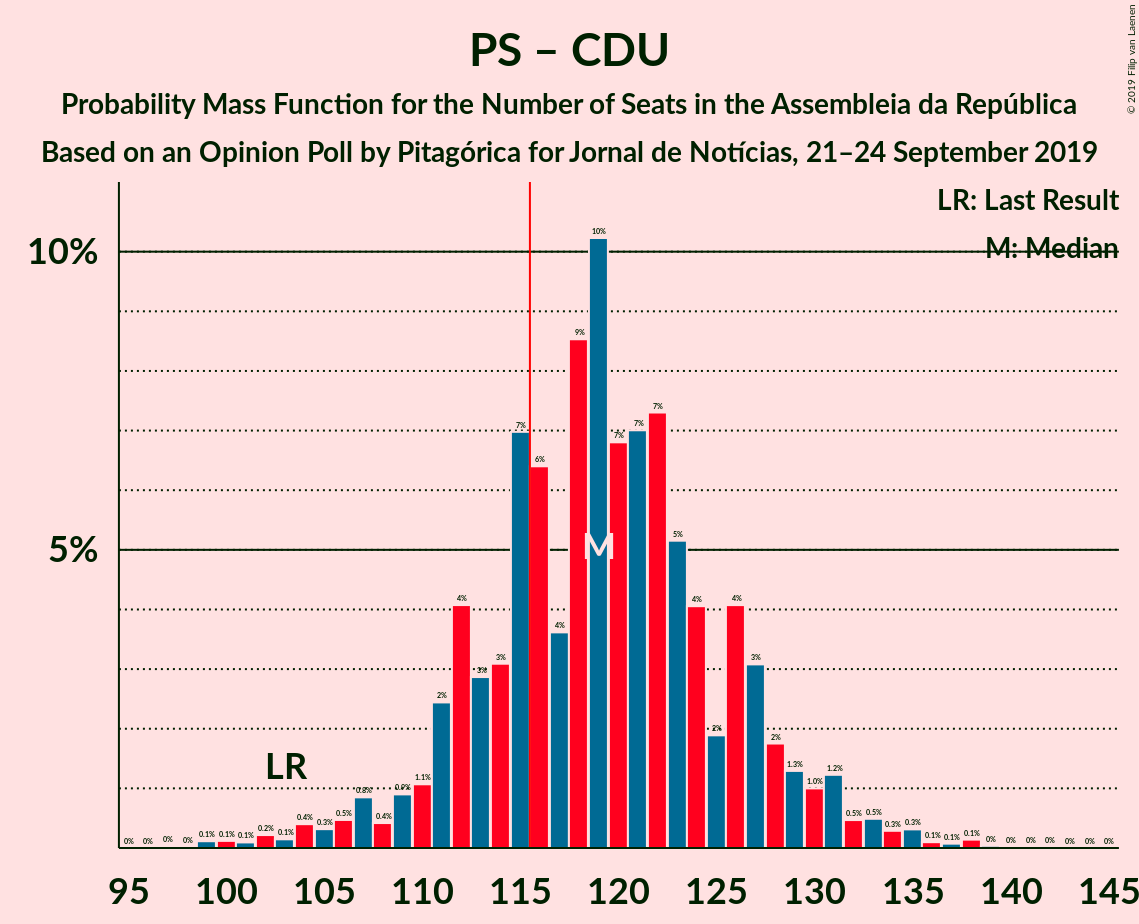 PS – CDU
Probability Mass Function for the Number of Seats in the Assembleia da República
Based on an Opinion Poll by Pitagórica for Jornal de Notícias, 21–24 September 2019
© 2019 Filip van Laenen
LR: Last Result
M: Median
10%
5%
LR
M
0% 0% 0% 0% 0.1% 0.1% 0.1% 0.2% 0.1% 0.4% 0.3% 0.5% 0.8% 0.4% 0.9% 1.1% 2% 4% 3% 3% 7% 6% 4% 9% 10% 7% 7% 7% 5% 4% 2% 4% 3% 2% 1.3% 1.0% 1.2% 0.5% 0.5% 0.3% 0.3% 0.1% 0.1% 0.1% 0% 0% 0% 0% 0% 0% 0%
95 100 105 110 115 120 125 130 135 140 145